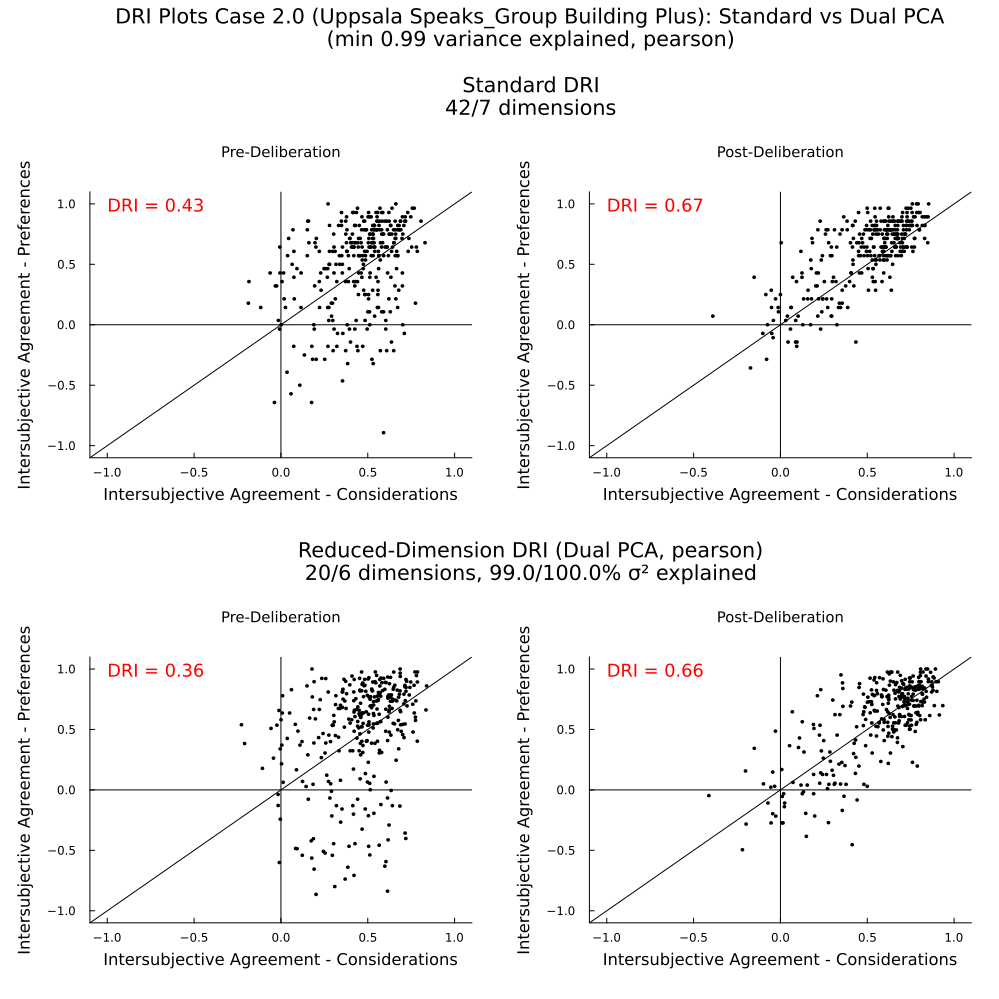 DRI Plots Case 2.0 (Uppsala Speaks_Group Building Plus): Standard vs Dual PCA
(min 0.99 variance explained, pearson)
Standard DRI
42/7 dimensions
Pre-Deliberation
DRI = 0.43
Intersubjective Agreement - Preferences
1.0
0.5
0.0
−0.5
−1.0
−1.0 −0.5 0.0 0.5 1.0
Intersubjective Agreement - Considerations
Post-Deliberation
DRI = 0.67
Intersubjective Agreement - Preferences
1.0
0.5
0.0
−0.5
−1.0
−1.0 −0.5 0.0 0.5 1.0
Intersubjective Agreement - Considerations
Reduced-Dimension DRI (Dual PCA, pearson)
20/6 dimensions, 99.0/100.0% σ² explained
Pre-Deliberation
DRI = 0.36
Intersubjective Agreement - Preferences
1.0
0.5
0.0
−0.5
−1.0
−1.0 −0.5 0.0 0.5 1.0
Intersubjective Agreement - Considerations
Post-Deliberation
DRI = 0.66
Intersubjective Agreement - Preferences
1.0
0.5
0.0
−0.5
−1.0
−1.0 −0.5 0.0 0.5 1.0
Intersubjective Agreement - Considerations